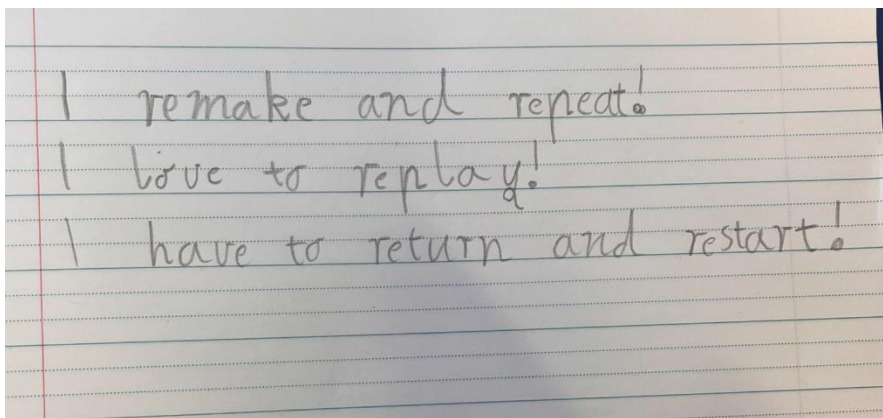 I remake and repeat!
I love to replay!
I have to return and restart!